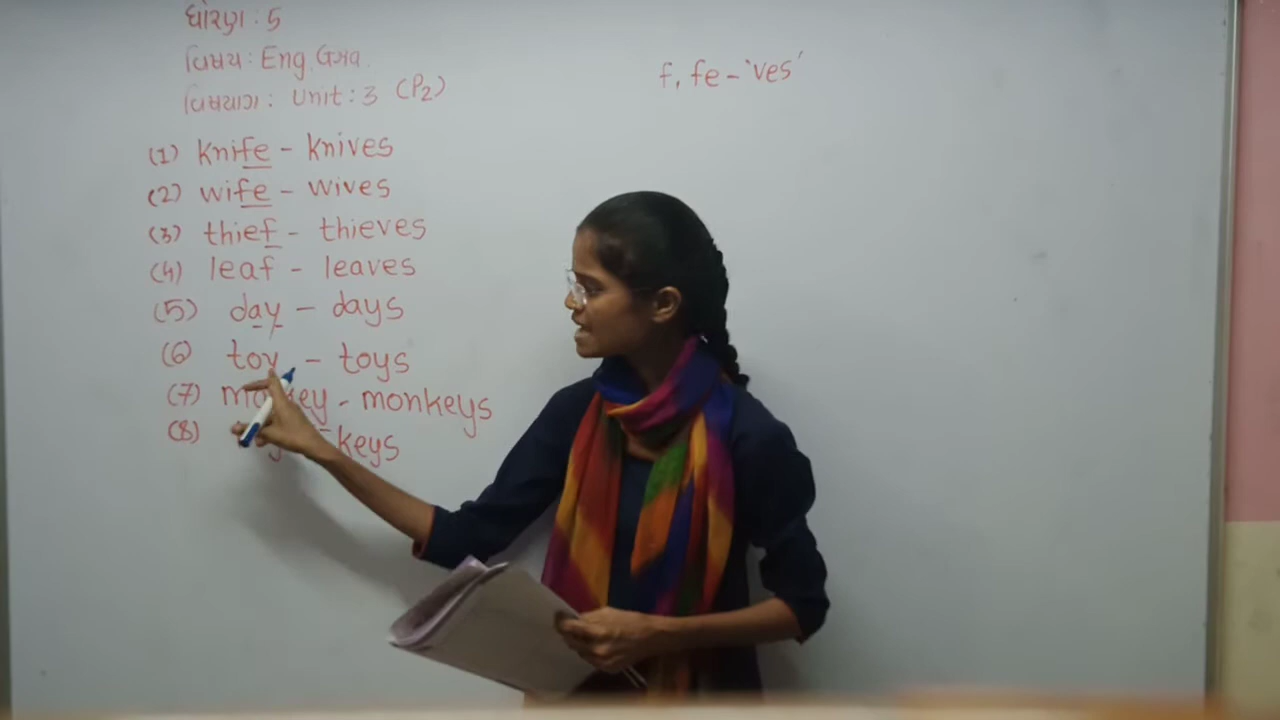 ધોરણ : 5
વિષય : Eng. Gra.
વિષયાંગ : Unit : 3 (P2)
f, fe - 'ves'
(1) knife - knives
(2) wife - wives
(3) thief - thieves
(4) leaf - leaves
(5) day - days
(6) toy - toys
(7) monkey - monkeys
(8) - keys